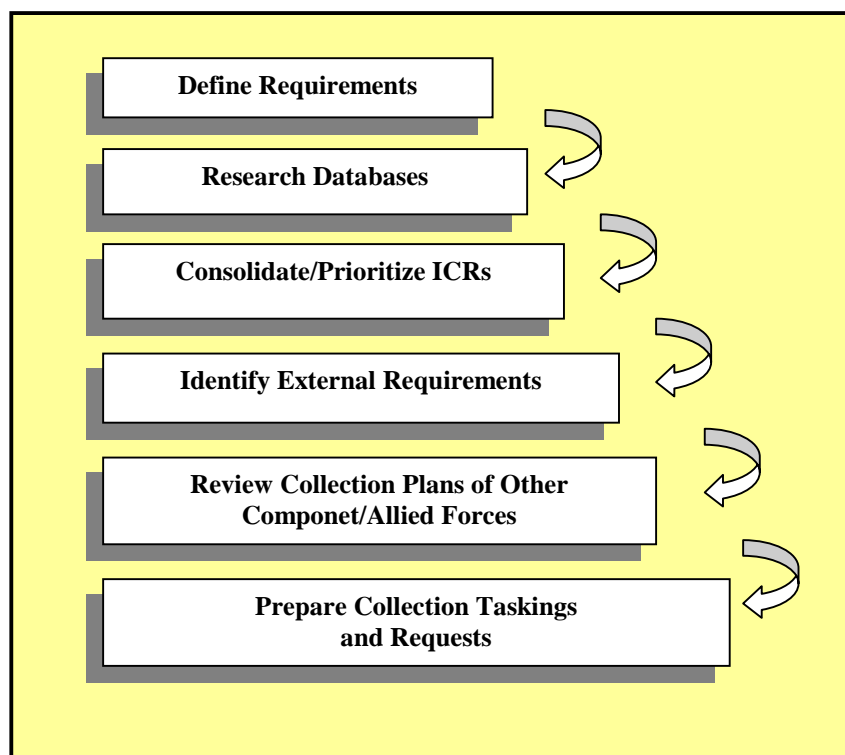 Define Requirements
Research Databases
Consolidate/Prioritize ICRs
Identify External Requirements
Review Collection Plans of Other
Componet/Allied Forces
Prepare Collection Taskings
and Requests